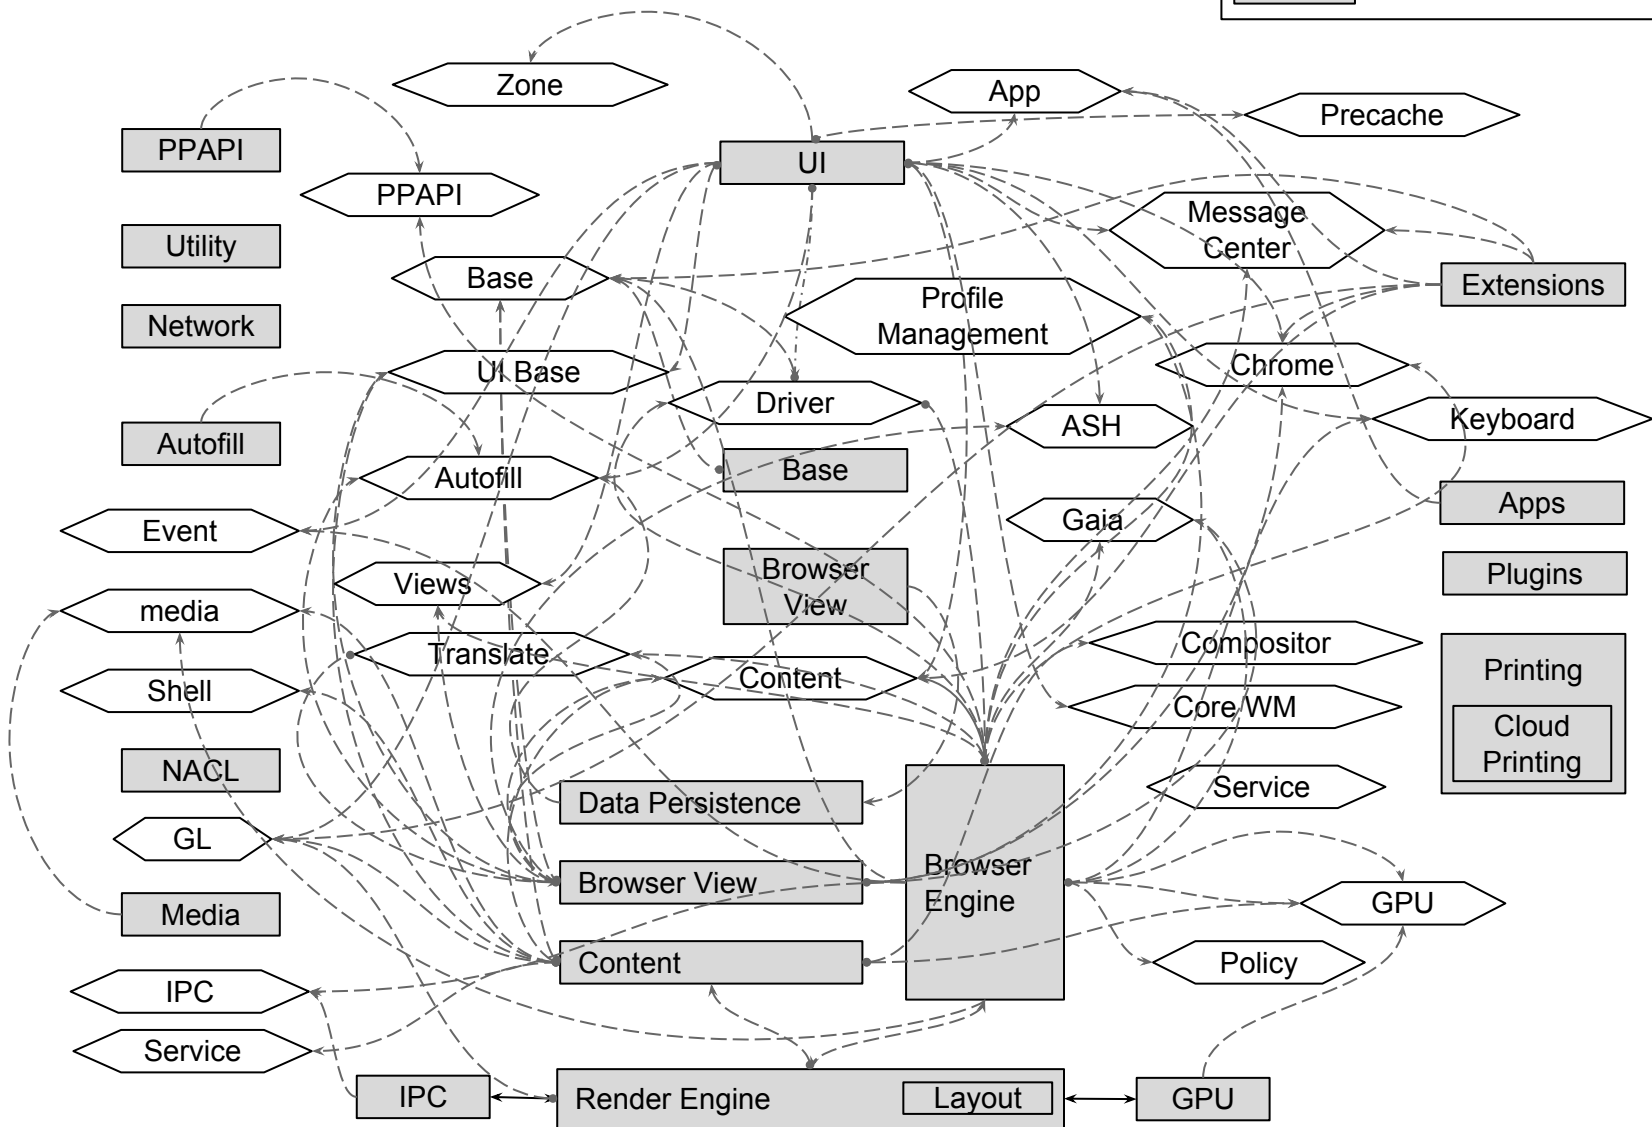 Zone
App
Precache
PPAPI
UI
PPAPI
Message
Center
Utility
Base
Extensions
Profile
Management
Network
UI Base
Chrome
Driver
Keyboard
ASH
Autofill
Base
Autofill
Apps
Event
Gaia
Browser
View
Plugins
Views
media
Compositor
Translate
Content
Printing
Shell
Core WM
Cloud
Printing
NACL
Data Persistence
Service
GL
Browser
Engine
Browser View
GPU
Media
Content
Policy
IPC
Service
IPC
Render Engine
Layout
GPU